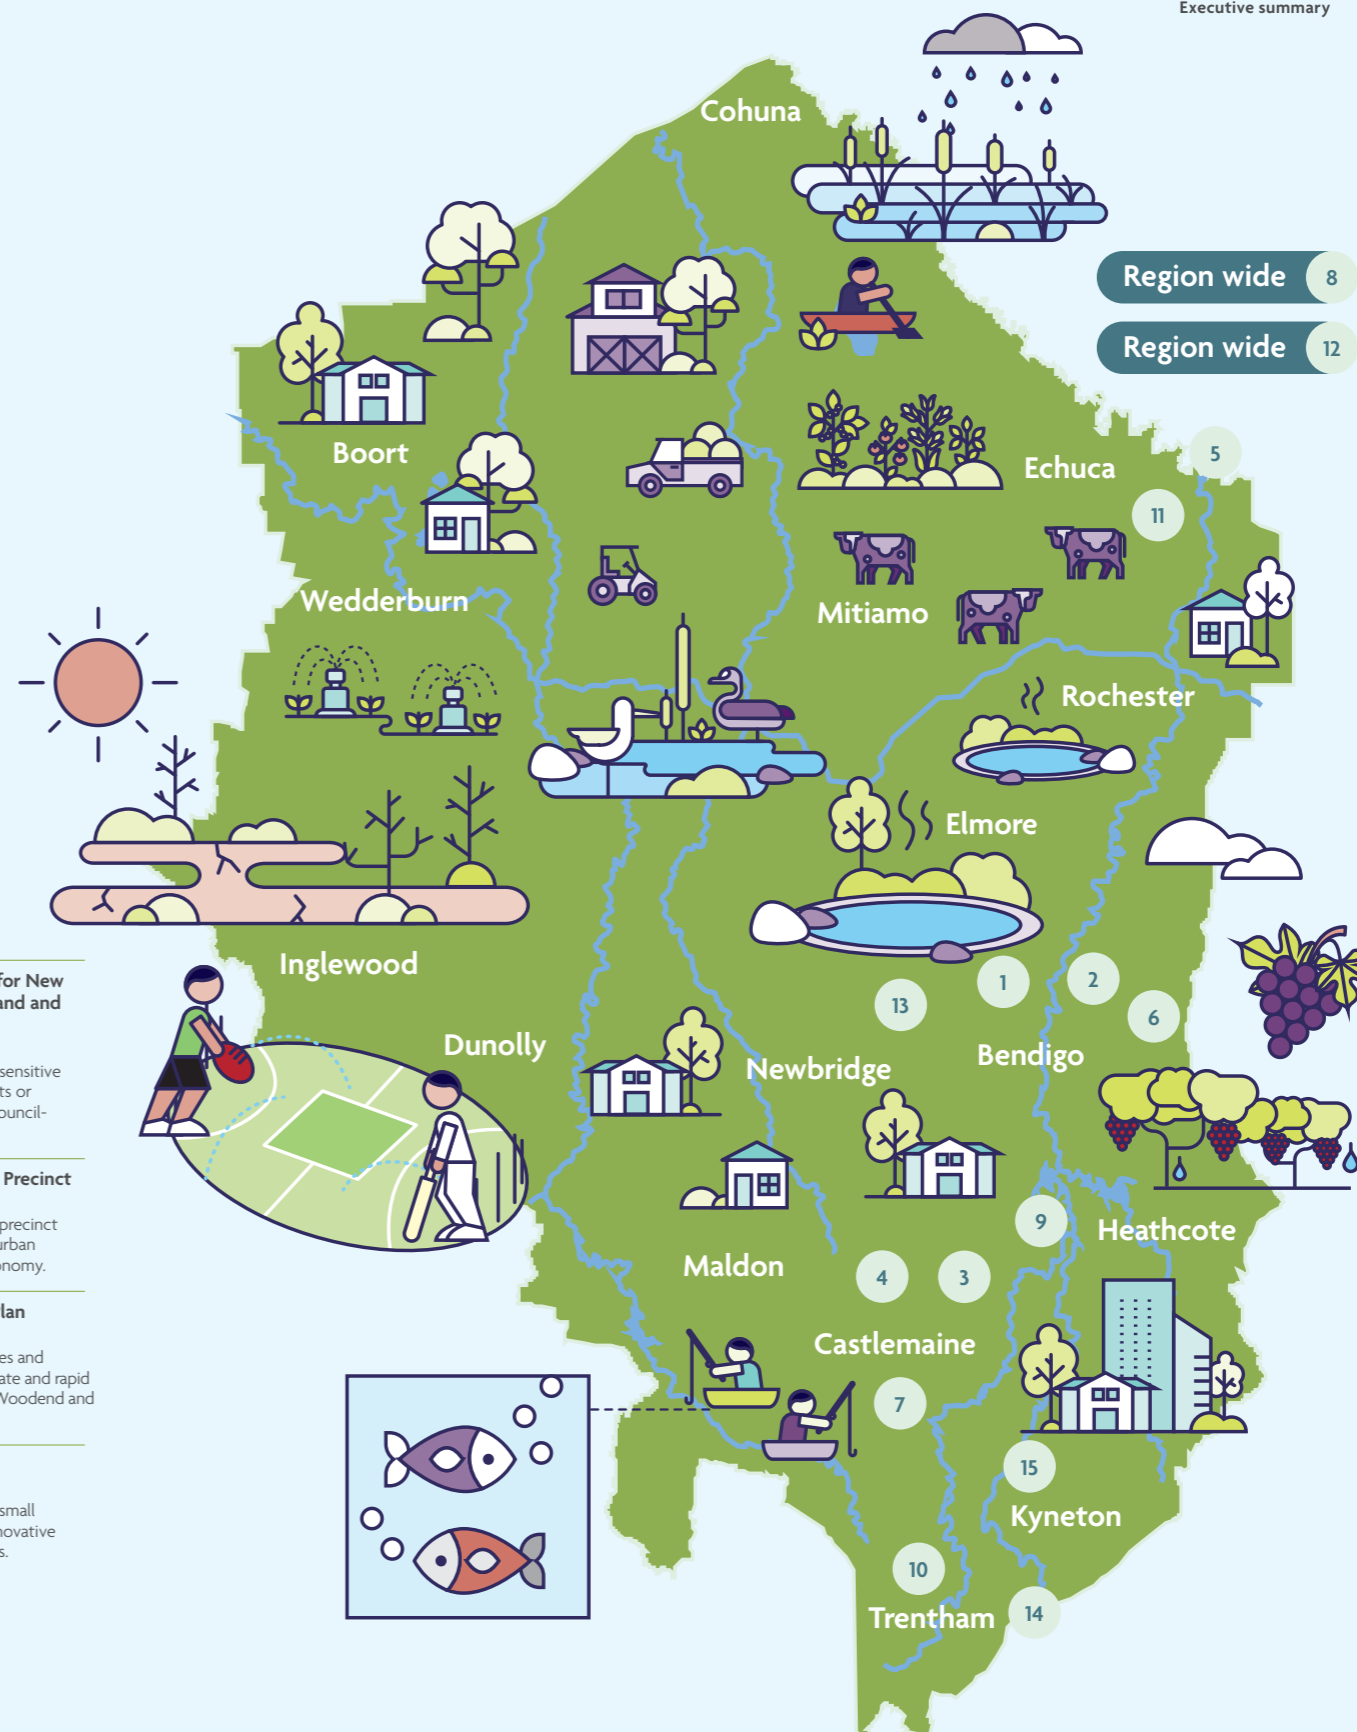 Executive summary
Cohuna
Region wide 8
Region wide 12
Boort
Echuca
5
11
Wedderburn
Mitiamo
Rochester
Elmore
Inglewood
for New
and and
sensitive
ts or
ouncil-
Precinct
precinct
urban
onomy.
Plan
es and
ate and rapid
Woodend and
small
novative
s.
1
2
13
6
Dunolly
Newbridge
Bendigo
9
Heathcote
Maldon
4
3
Castlemaine
7
15
Kyneton
10
Trentham
14